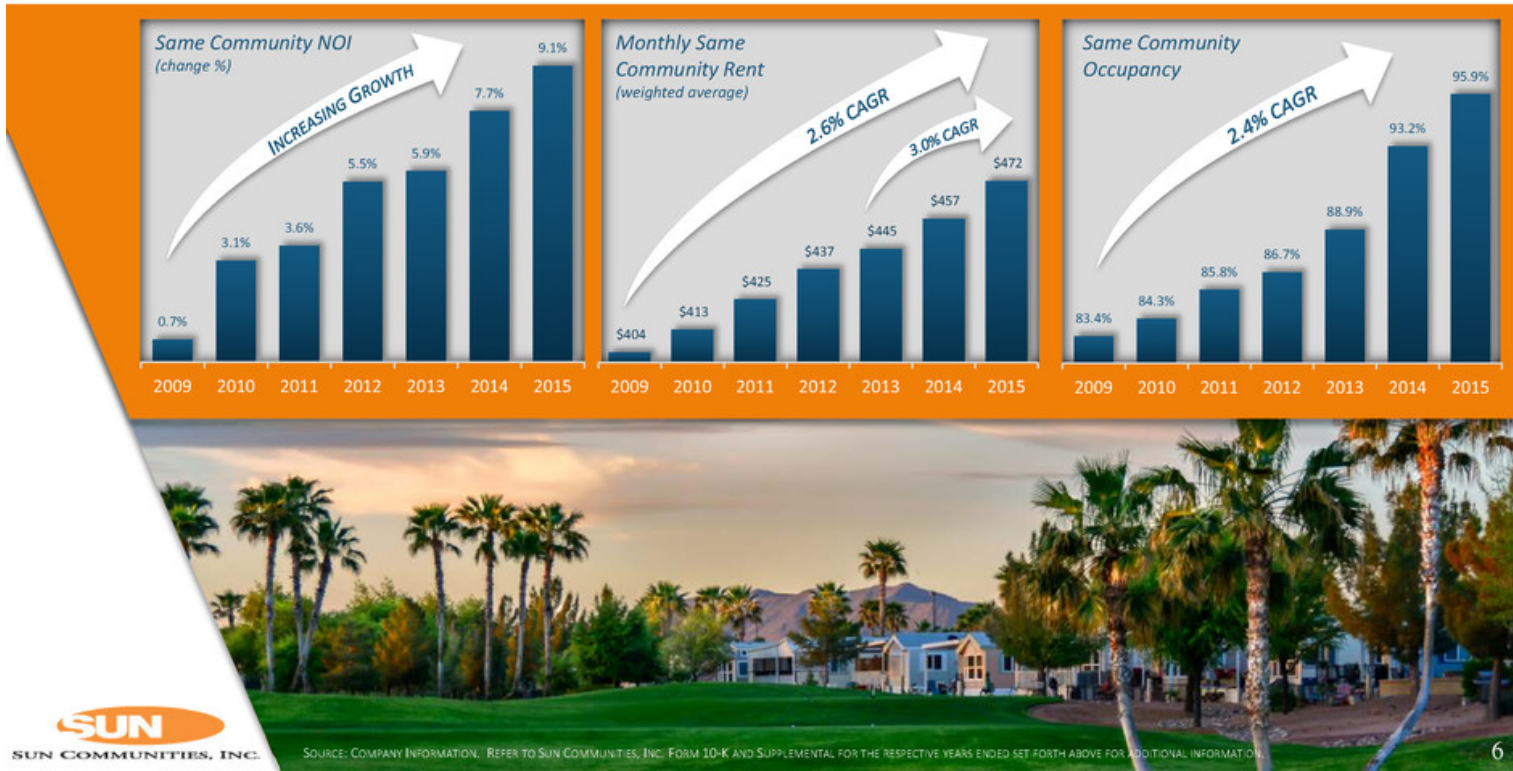 Same Community NOI
(change %)
INCREASING GROWTH
0.7%
3.1%
3.6%
5.5%
5.9%
7.7%
9.1%
2009 2010 2011 2012 2013 2014 2015
Monthly Same
Community Rent
(weighted average)
2.6% CAGR
3.0% CAGR
$404
$413
$425
$437
$445
$457
$472
2009 2010 2011 2012 2013 2014 2015
Same Community
Occupancy
2.4% CAGR
83.4%
84.3%
85.8%
86.7%
88.9%
93.2%
95.9%
2009 2010 2011 2012 2013 2014 2015
SUN
SUN COMMUNITIES, INC.
SOURCE: COMPANY INFORMATION. REFER TO SUN COMMUNITIES, INC. FORM 10-K AND SUPPLEMENTAL FOR THE RESPECTIVE YEARS ENDED SET FORTH ABOVE FOR ADDITIONAL INFORMATION.
6